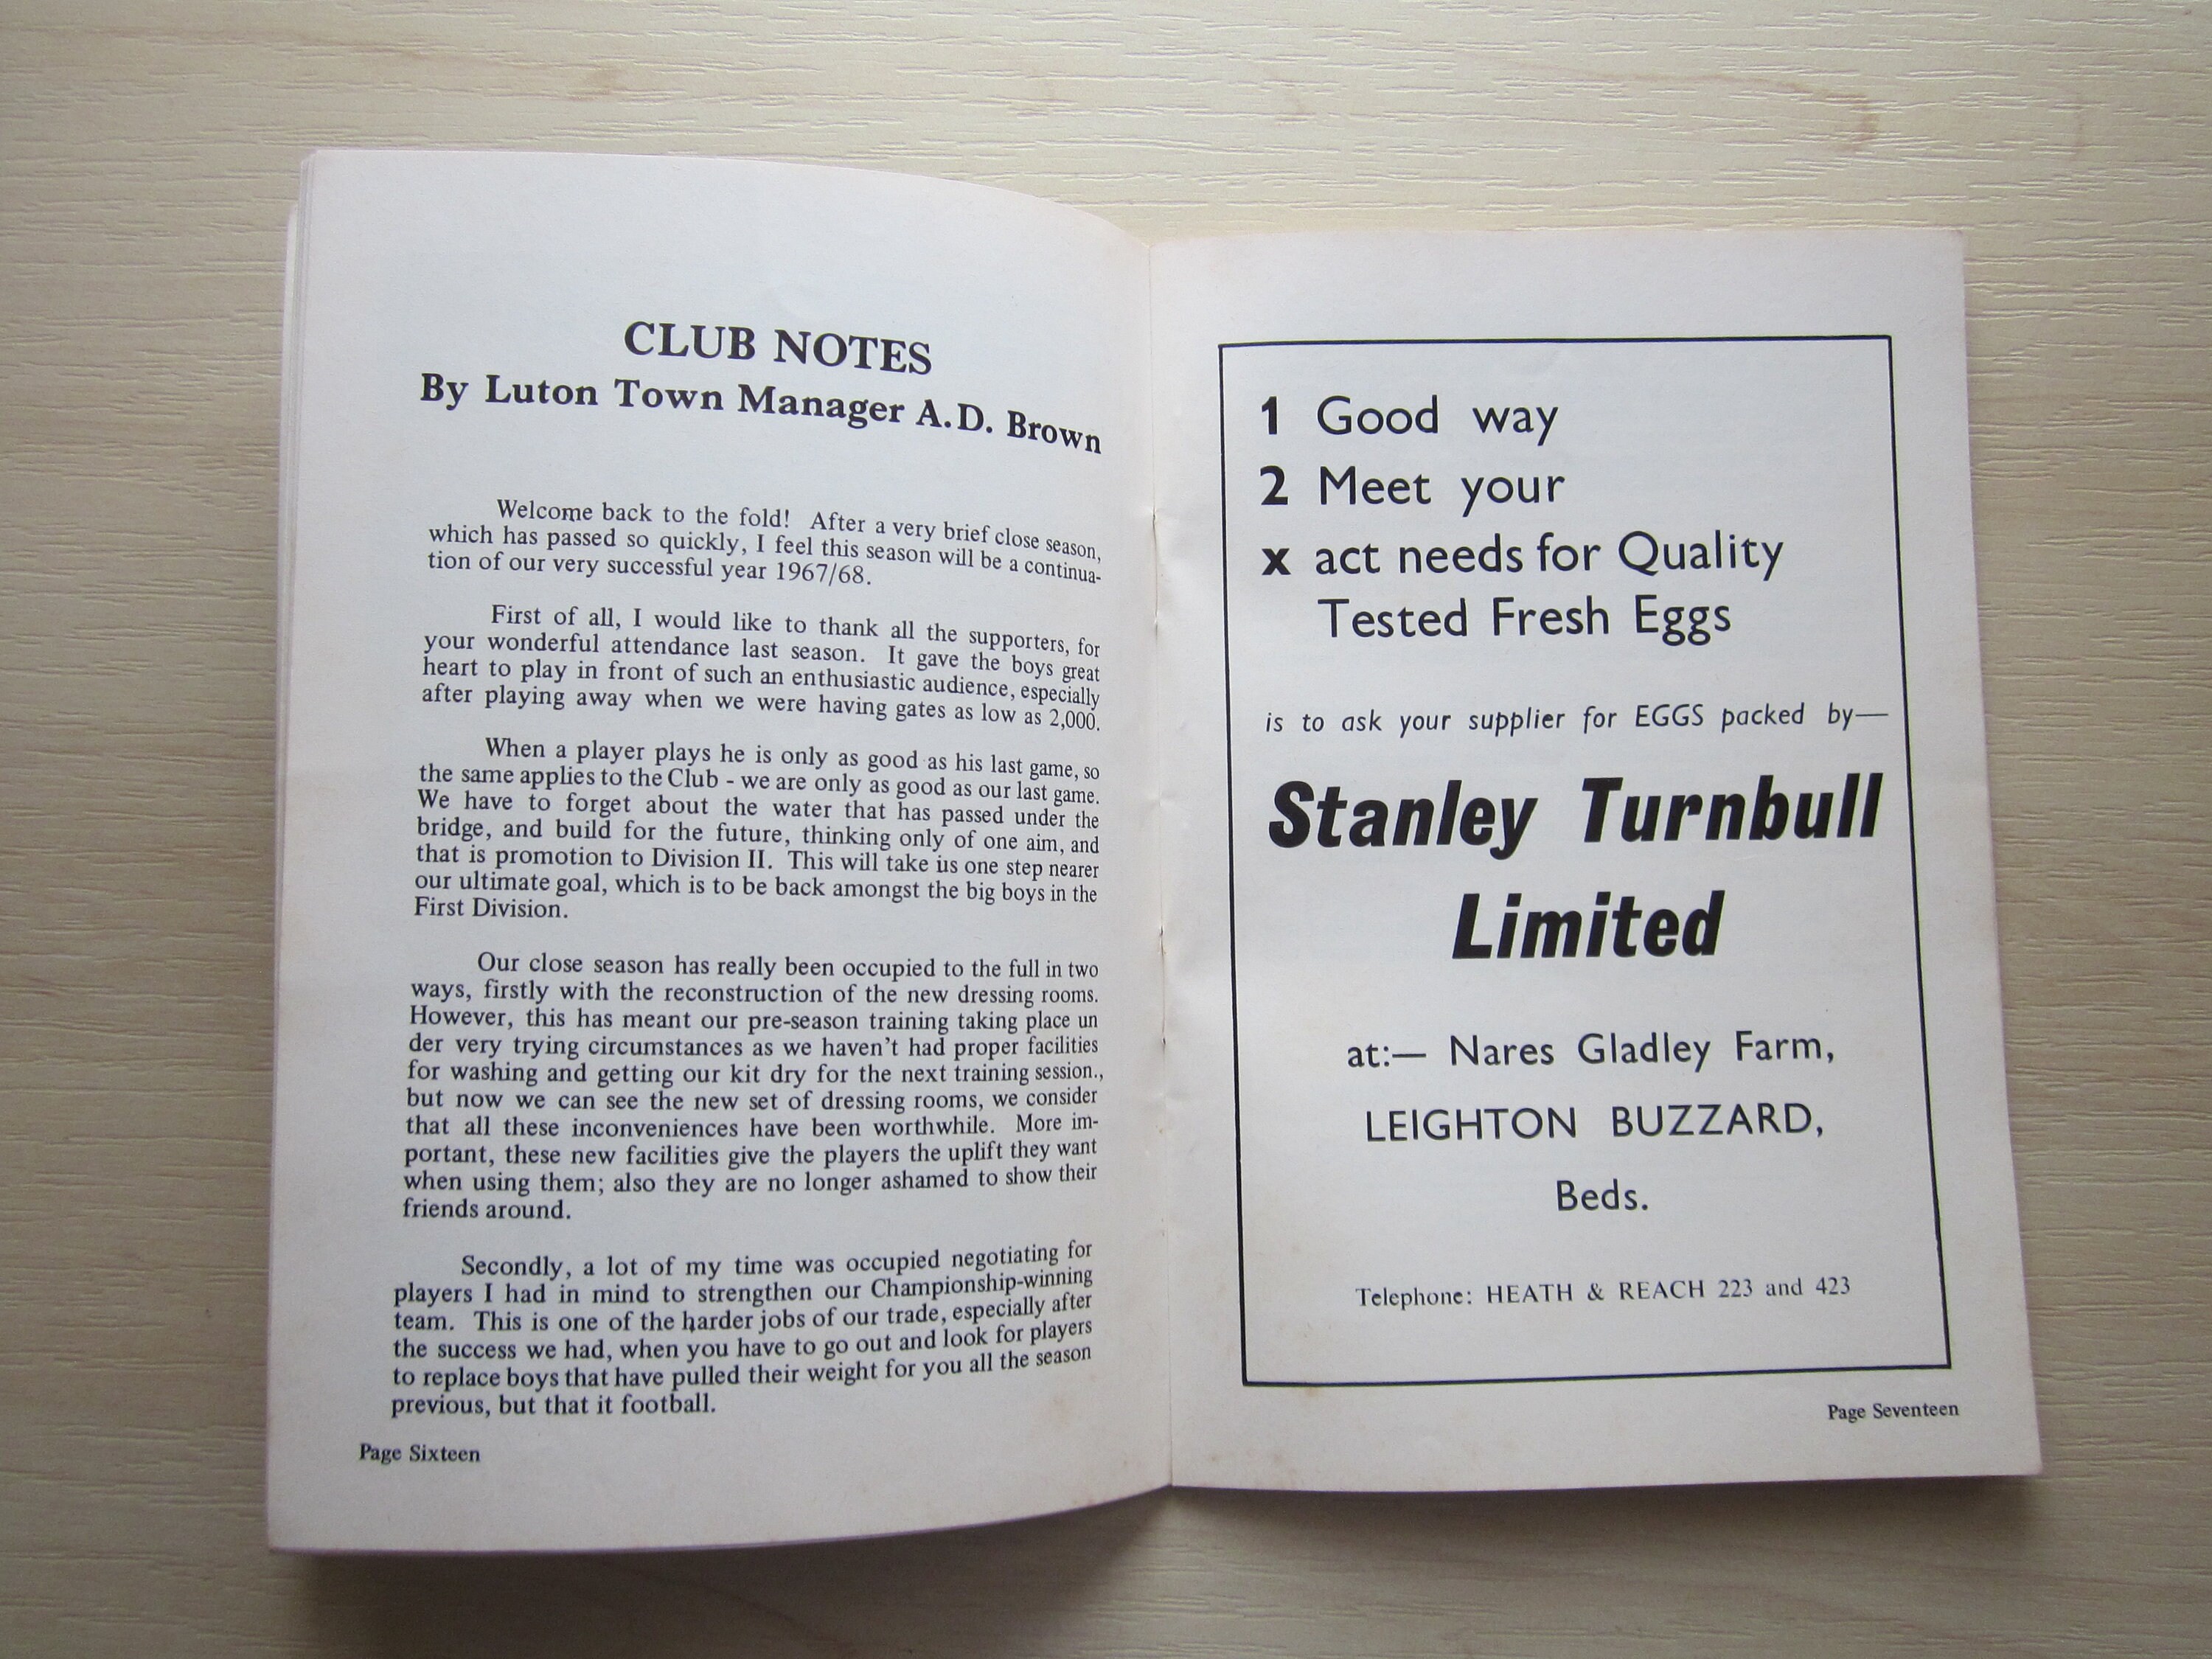 CLUB NOTES
By Luton Town Manager A.D. Brown
Welcome back to the fold! After a very brief close season,
which has passed so quickly, I feel this season will be a continua-
tion of our very successful year 1967/68.
First of all, I would like to thank all the supporters, for
your wonderful attendance last season. It gave the boys great
heart to play in front of such an enthusiastic audience, especially
after playing away when we were having gates as low as 2,000.
When a player plays he is only as good as his last game, so
the same applies to the Club - we are only as good as our last game.
We have to forget about the water that has passed under the
bridge, and build for the future, thinking only of one aim, and
that is promotion to Division II. This will take us one step nearer
our ultimate goal, which is to be back amongst the big boys in the
First Division.
Our close season has really been occupied to the full in two
ways, firstly with the reconstruction of the new dressing rooms.
However, this has meant our pre-season training taking place un
der very trying circumstances as we haven't had proper facilities
for washing and getting our kit dry for the next training session.,
but now we can see the new set of dressing rooms, we consider
that all these inconveniences have been worthwhile. More im-
portant, these new facilities give the players the uplift they want
when using them; also they are no longer ashamed to show their
friends around.
Secondly, a lot of my time was occupied negotiating for
players I had in mind to strengthen our Championship-winning
team. This is one of the harder jobs of our trade, especially after
the success we had, when you have to go out and look for players
to replace boys that have pulled their weight for you all the season
previous, but that it football.
Page Sixteen
1 Good way
2 Meet your
x act needs for Quality
Tested Fresh Eggs
is to ask your supplier for EGGS packed by—
Stanley Turnbull
Limited
at:— Nares Gladley Farm,
LEIGHTON BUZZARD,
Beds.
Telephone: HEATH & REACH 223 and 423
Page Seventeen